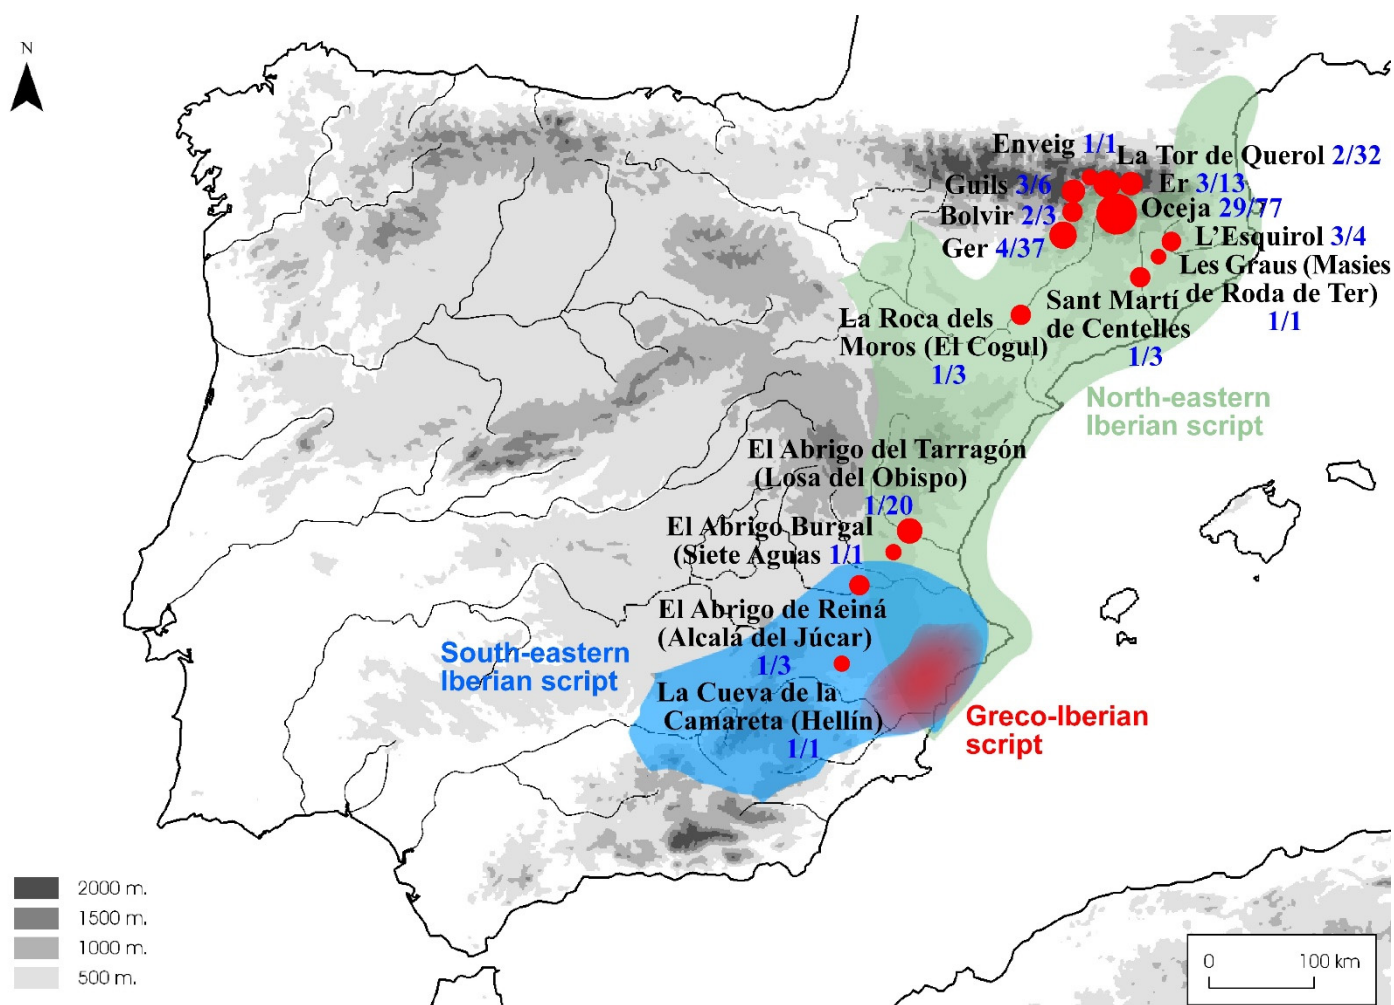 N
Enveig 1/1
La Tor de Querol 2/32
Guils 3/6
Er 3/13
Bolvir 2/3
Oceja 29/77
Ger 4/37
L'Esquirol 3/4
Les Graus (Masies
de Roda de Ter)
1/1
Sant Martí
de Centelles
1/3
La Roca dels
Moros (El Cogul)
1/3
North-eastern
Iberian script
El Abrigo del Tarragón
(Losa del Obispo)
1/20
El Abrigo Burgal
(Siete Aguas 1/1
El Abrigo de Reiná
(Alcalá del Júcar)
1/3
South-eastern
Iberian script
La Cueva de la
Camareta (Hellín)
1/1
Greco-Iberian
script
2000 m.
1500 m.
1000 m.
500 m.
0 100 km